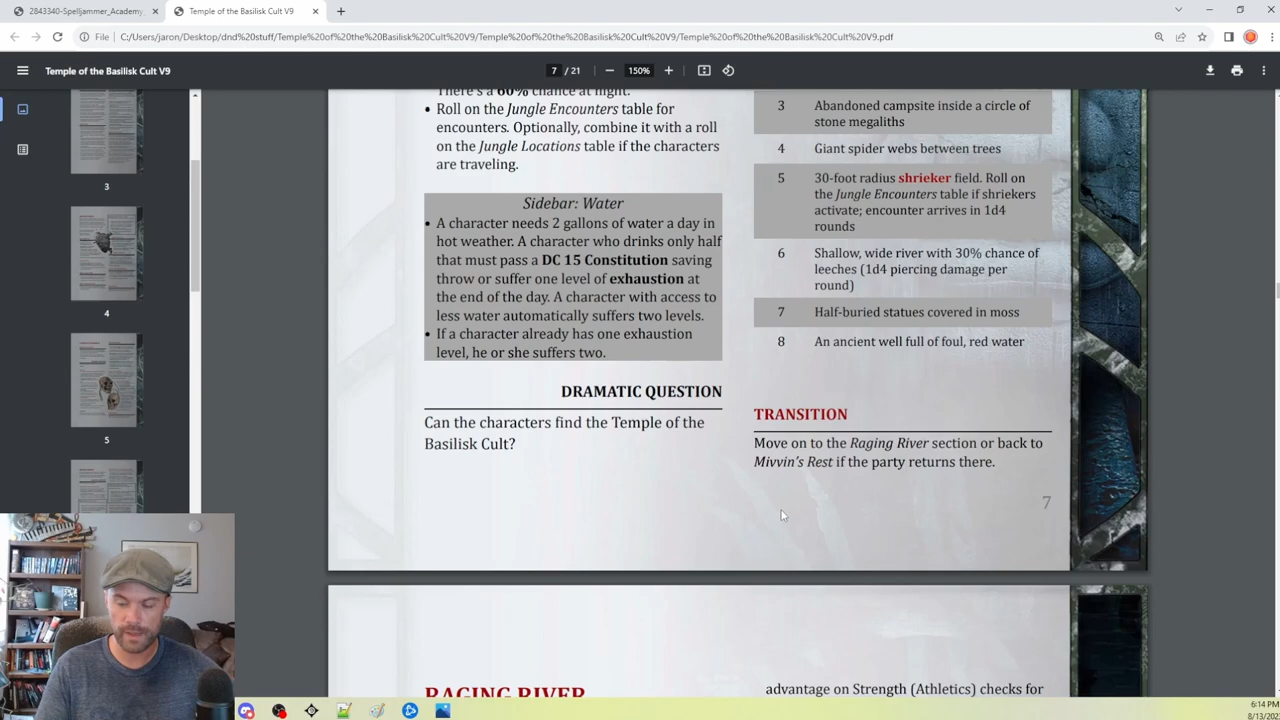 2843340-Spelljammer_Academy_
Temple of the Basilisk Cult V9
File
C:/Users/jaron/Desktop/dnd%20stuff/Temple%20of%20the%20Basilisk%20Cult%20V9/Temple%20of%20the%20Basilisk%20Cult%20V9/Temple%20of%20the%20Basilisk%20Cult%20V9.pdf
Temple of the Basilisk Cult V9
7 / 21
150%
3
4
5
There's a 60% chance at night.
• Roll on the Jungle Encounters table for
encounters. Optionally, combine it with a roll
on the Jungle Locations table if the characters
are traveling.
Sidebar: Water
• A character needs 2 gallons of water a day in
hot weather. A character who drinks only half
that must pass a DC 15 Constitution saving
throw or suffer one level of exhaustion at
the end of the day. A character with access to
less water automatically suffers two levels.
• If a character already has one exhaustion
level, he or she suffers two.
DRAMATIC QUESTION
Can the characters find the Temple of the
Basilisk Cult?
3 Abandoned campsite inside a circle of
stone megaliths
4 Giant spider webs between trees
5 30-foot radius shrieker field. Roll on
the Jungle Encounters table if shriekers
activate; encounter arrives in 1d4
rounds
6 Shallow, wide river with 30% chance of
leeches (1d4 piercing damage per
round)
7 Half-buried statues covered in moss
8 An ancient well full of foul, red water
TRANSITION
Move on to the Raging River section or back to
Mivvin's Rest if the party returns there.
7
RAGING RIVER
advantage on Strength (Athletics) checks for
6:14 PM
8/13/202